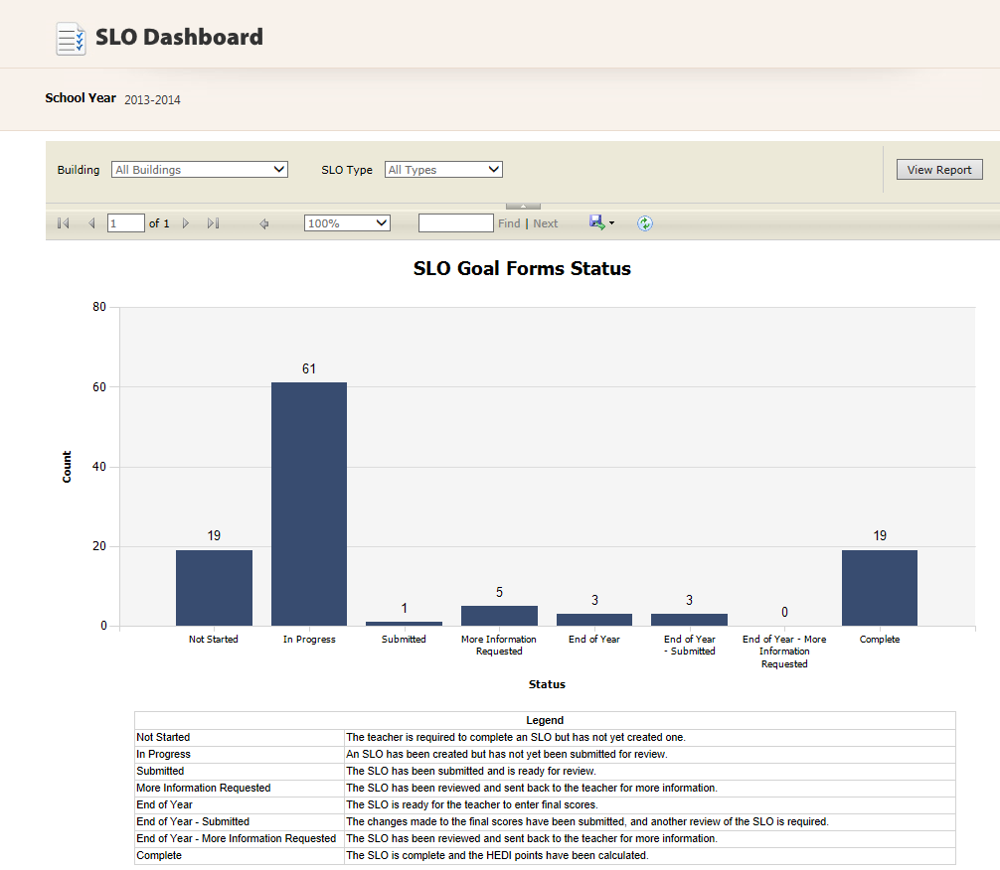 SLO Dashboard
School Year 2013-2014
Building All Buildings SLO Type All Types View Report
1 of 1 100% Find | Next
SLO Goal Forms Status
80
61
60
Count
40
19
19
20
5
3
3
1
0
0
Not Started In Progress Submitted More Information End of Year End of Year End of Year - More Complete
Requested - Submitted Information
Requested
Status
Legend
Not Started The teacher is required to complete an SLO but has not yet created one.
In Progress An SLO has been created but has not yet been submitted for review.
Submitted The SLO has been submitted and is ready for review.
More Information Requested The SLO has been reviewed and sent back to the teacher for more information.
End of Year The SLO is ready for the teacher to enter final scores.
End of Year - Submitted The changes made to the final scores have been submitted, and another review of the SLO is required.
End of Year - More Information Requested The SLO has been reviewed and sent back to the teacher for more information.
Complete The SLO is complete and the HEDI points have been calculated.